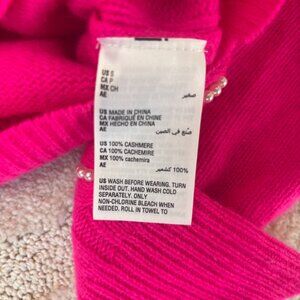 US S
CA P
MX CH
AE صغير
US MADE IN CHINA
CA FABRIQUÉ EN CHINE
MX HECHO EN CHINA
AE صنع في الصين
US 100% CASHMERE
CA 100% CACHEMIRE
MX 100% cachemira
AE 100% كشمير
US WASH BEFORE WEARING. TURN
INSIDE OUT. HAND WASH COLD
SEPARATELY. ONLY
NON-CHLORINE BLEACH WHEN
NEEDED. ROLL IN TOWEL TO